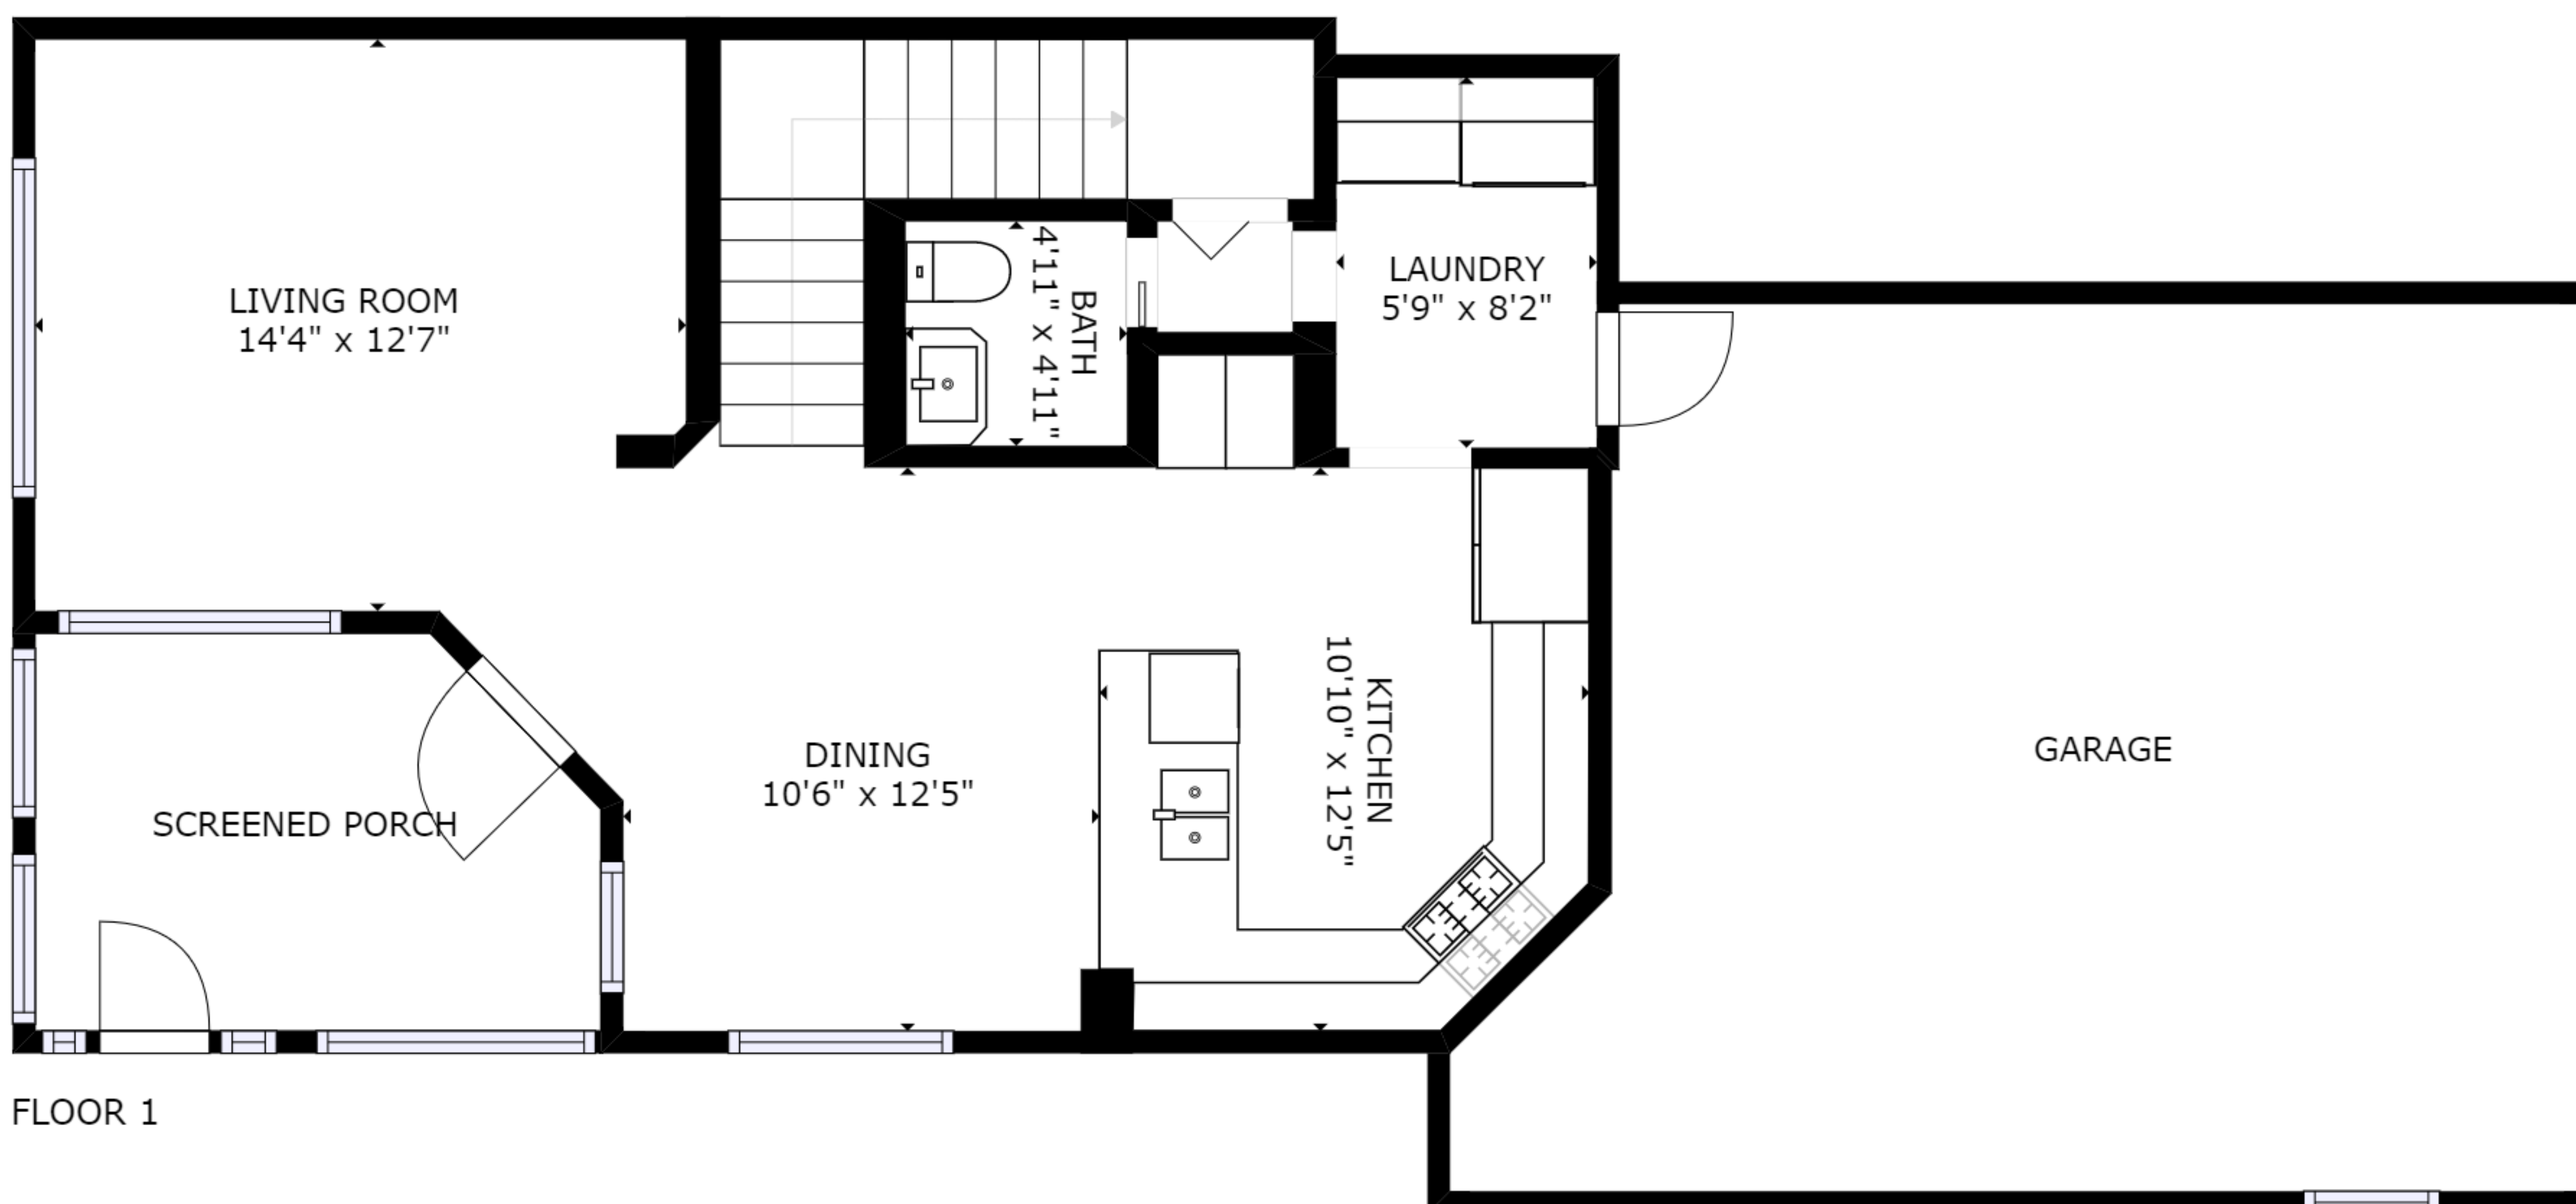 LIVING ROOM
14'4" x 12'7"
BATH
4'11" x 4'11"
LAUNDRY
5'9" x 8'2"
SCREENED PORCH
DINING
10'6" x 12'5"
KITCHEN
10'10" x 12'5"
GARAGE
FLOOR 1